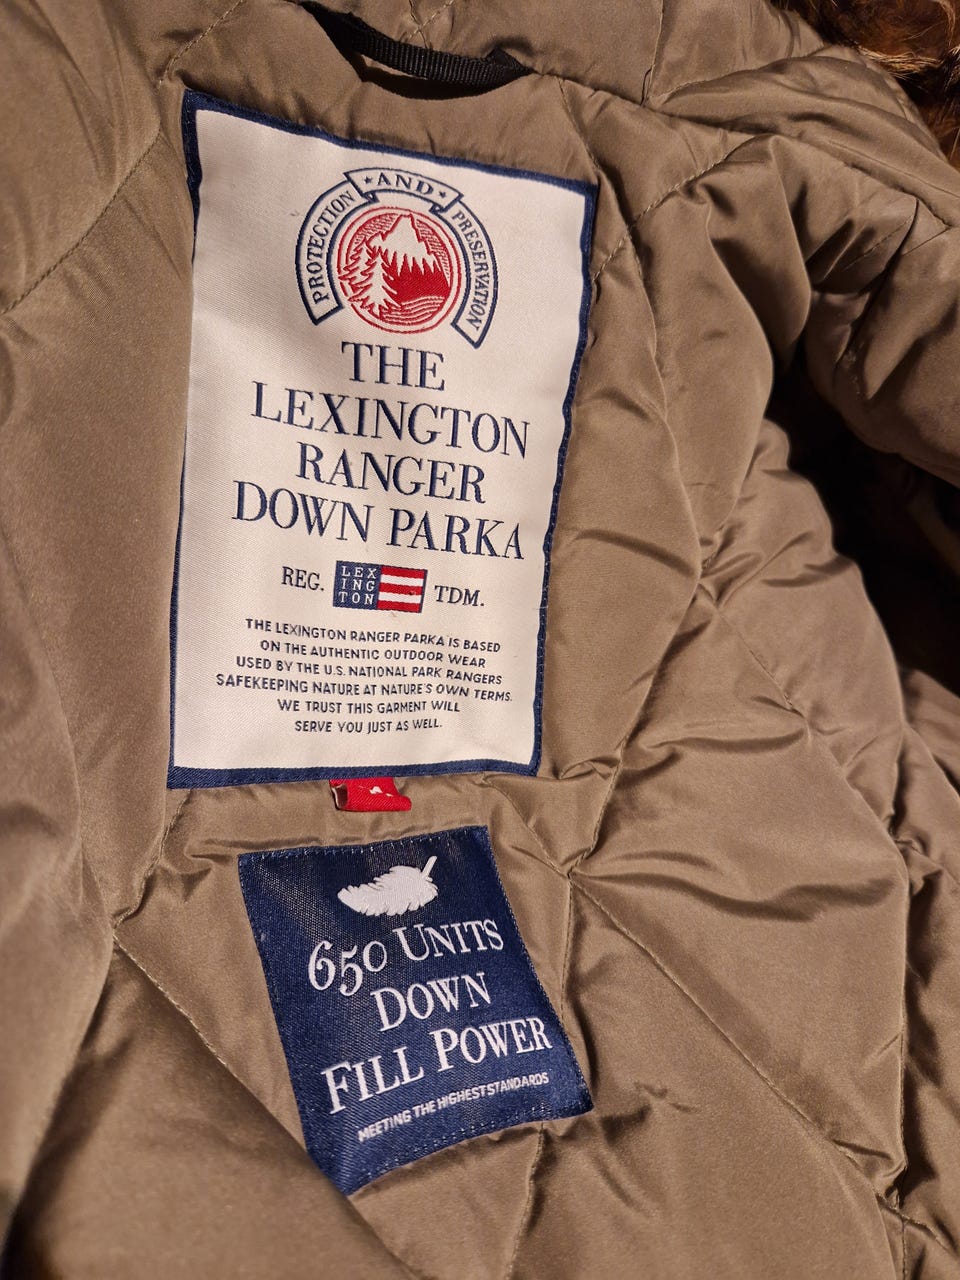 PROTECTION ★ AND ★ PRESERVATION
THE
LEXINGTON
RANGER
DOWN PARKA
REG. LEX
ING
TON TDM.
THE LEXINGTON RANGER PARKA IS BASED
ON THE AUTHENTIC OUTDOOR WEAR
USED BY THE U.S. NATIONAL PARK RANGERS
SAFEKEEPING NATURE AT NATURE'S OWN TERMS.
WE TRUST THIS GARMENT WILL
SERVE YOU JUST AS WELL.
650 UNITS
DOWN
FILL POWER
MEETING THE HIGHEST STANDARDS